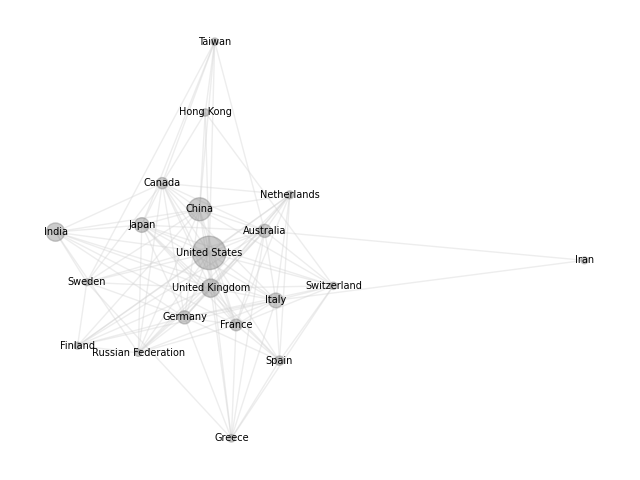 Taiwan
Hong Kong
Canada
Netherlands
China
Japan
Australia
India
United States
Iran
Sweden
Switzerland
United Kingdom
Italy
Germany
France
Finland
Russian Federation
Spain
Greece